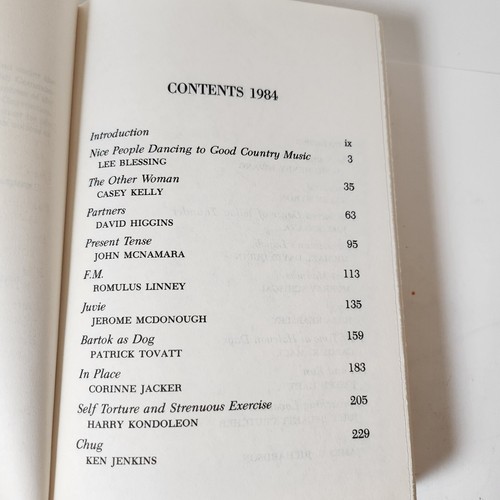 CONTENTS 1984
Introduction ix
Nice People Dancing to Good Country Music 3
LEE BLESSING
The Other Woman 35
CASEY KELLY
Partners 63
DAVID HIGGINS
Present Tense 95
JOHN MCNAMARA
F.M. 113
ROMULUS LINNEY
Juvie 135
JEROME MCDONOUGH
Bartok as Dog 159
PATRICK TOVATT
In Place 183
CORINNE JACKER
Self Torture and Strenuous Exercise 205
HARRY KONDOLEON
Chug 229
KEN JENKINS